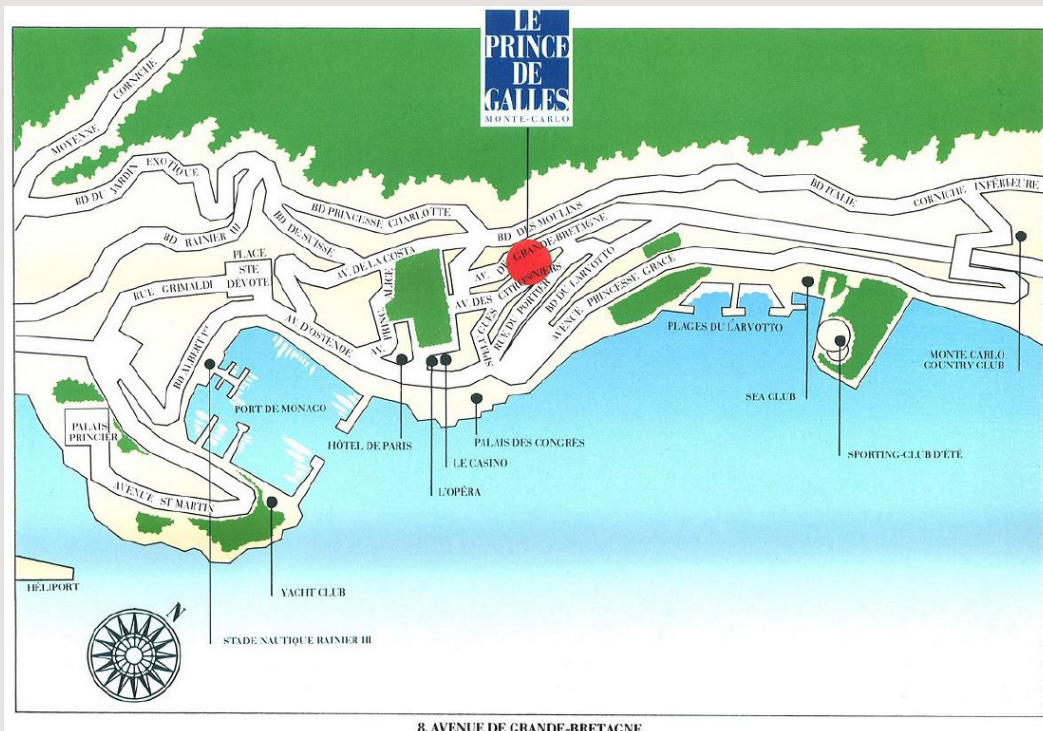 LE
PRINCE
DE
GALLES
MONTE-CARLO
MOYENNE CORNICHE
BD DU JARDIN EXOTIQUE
BD RAINIER III
BD PRINCESSE CHARLOTTE
BD DE SUISSE
BD DES MOULINS
BD ITALIE
CORNICHE INFÉRIEURE
AV. DE LA COSTA
AV. DE GRANDE-BRETAGNE
AV. DES CITRONNIERS
PLACE
STE
DÉVOTE
RUE GRIMALDI
AV. PRINC. ALICE
AV. D'OSTENDE
SPÉLUGUES
RUE DU PORTIER
BD DU LARVOTTO
AVENUE PRINCESSE GRACE
BD ALBERT 1ER
PORT DE MONACO
PLAGES DU LARVOTTO
PALAIS
PRINCIER
AVENUE ST MARTIN
HÔTEL DE PARIS
PALAIS DES CONGRÈS
LE CASINO
L'OPÉRA
SEA CLUB
MONTE CARLO
COUNTRY CLUB
SPORTING-CLUB D'ÉTÉ
HÉLIPORT
YACHT CLUB
N
STADE NAUTIQUE RAINIER III
8, AVENUE DE GRANDE-BRETAGNE